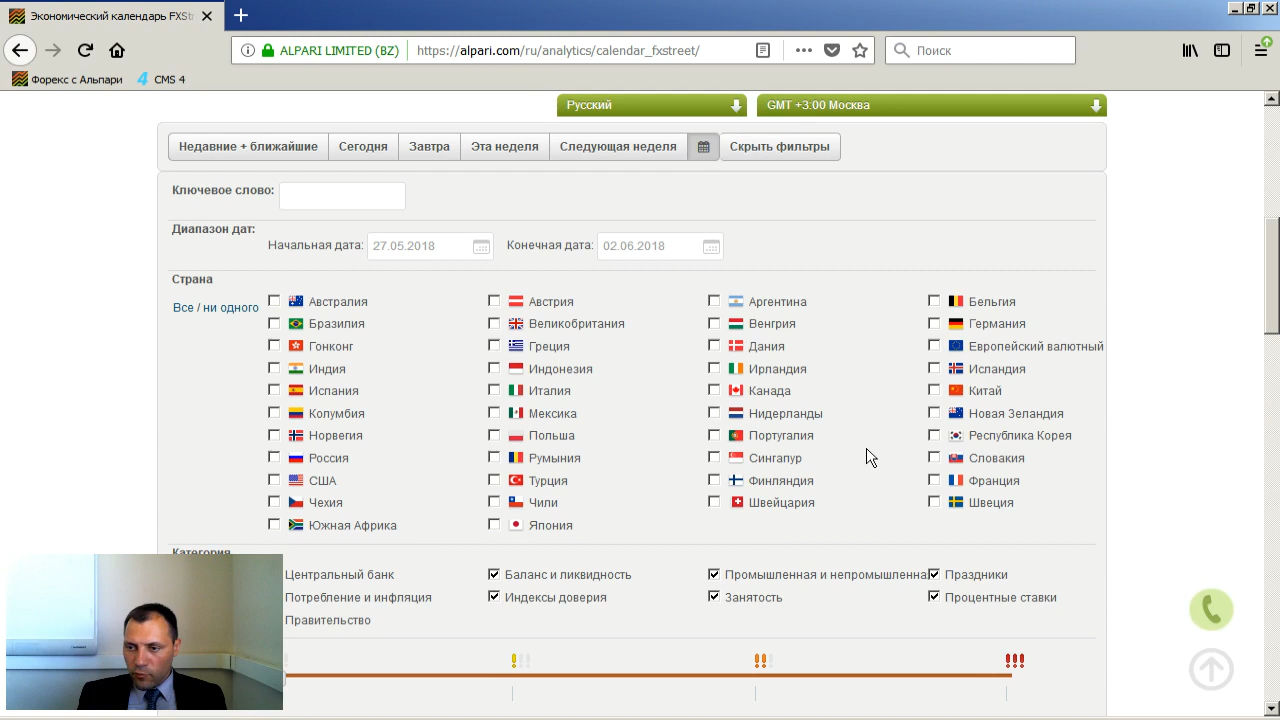 Экономический календарь FXStr
ALPARI LIMITED (BZ) https://alpari.com/ru/analytics/calendar_fxstreet/ Поиск
Форекс с Альпари CMS 4
Русский GMT +3:00 Москва
Недавние + ближайшие Сегодня Завтра Эта неделя Следующая неделя Скрыть фильтры
Ключевое слово:
Диапазон дат:
Начальная дата: 27.05.2018 Конечная дата: 02.06.2018
Страна
Все / ни одного Австралия Австрия Аргентина Бельгия
Бразилия Великобритания Венгрия Германия
Гонконг Греция Дания Европейский валютный
Индия Индонезия Ирландия Исландия
Испания Италия Канада Китай
Колумбия Мексика Нидерланды Новая Зеландия
Норвегия Польша Португалия Республика Корея
Россия Румыния Сингапур Словакия
США Турция Финляндия Франция
Чехия Чили Швейцария Швеция
Южная Африка Япония
Категория
Центральный банк Баланс и ликвидность Промышленная и непромышленна Праздники
Потребление и инфляция Индексы доверия Занятость Процентные ставки
Правительство